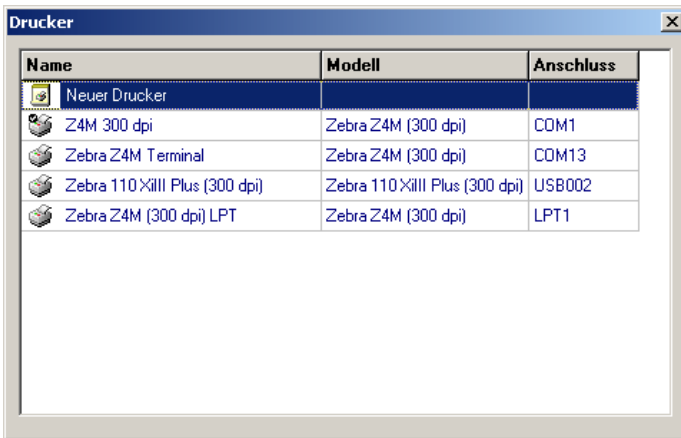 Drucker
Name Modell Anschluss
Neuer Drucker
Z4M 300 dpi Zebra Z4M (300 dpi) COM1
Zebra Z4M Terminal Zebra Z4M (300 dpi) COM13
Zebra 110 XiIII Plus (300 dpi) Zebra 110 XiIII Plus (300 dpi) USB002
Zebra Z4M (300 dpi) LPT Zebra Z4M (300 dpi) LPT1